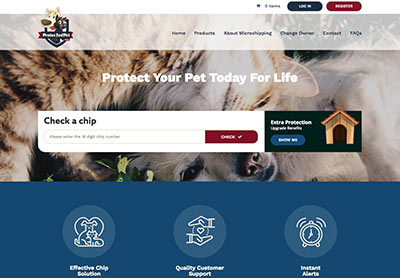 0 items
LOG IN
REGISTER
ProtectedPet
Home
Products
About Microchipping
Change Owner
Contact
FAQs
Protect Your Pet Today For Life
Check a chip
Please enter the 15 digit chip number
CHECK
Extra Protection
Upgrade Benefits
SHOW ME
Effective Chip
Solution
Quality Customer
Support
Instant
Alerts